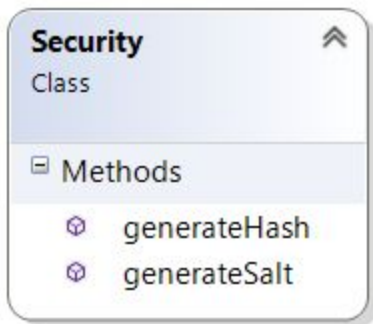 Security
Class
Methods
generateHash
generateSalt